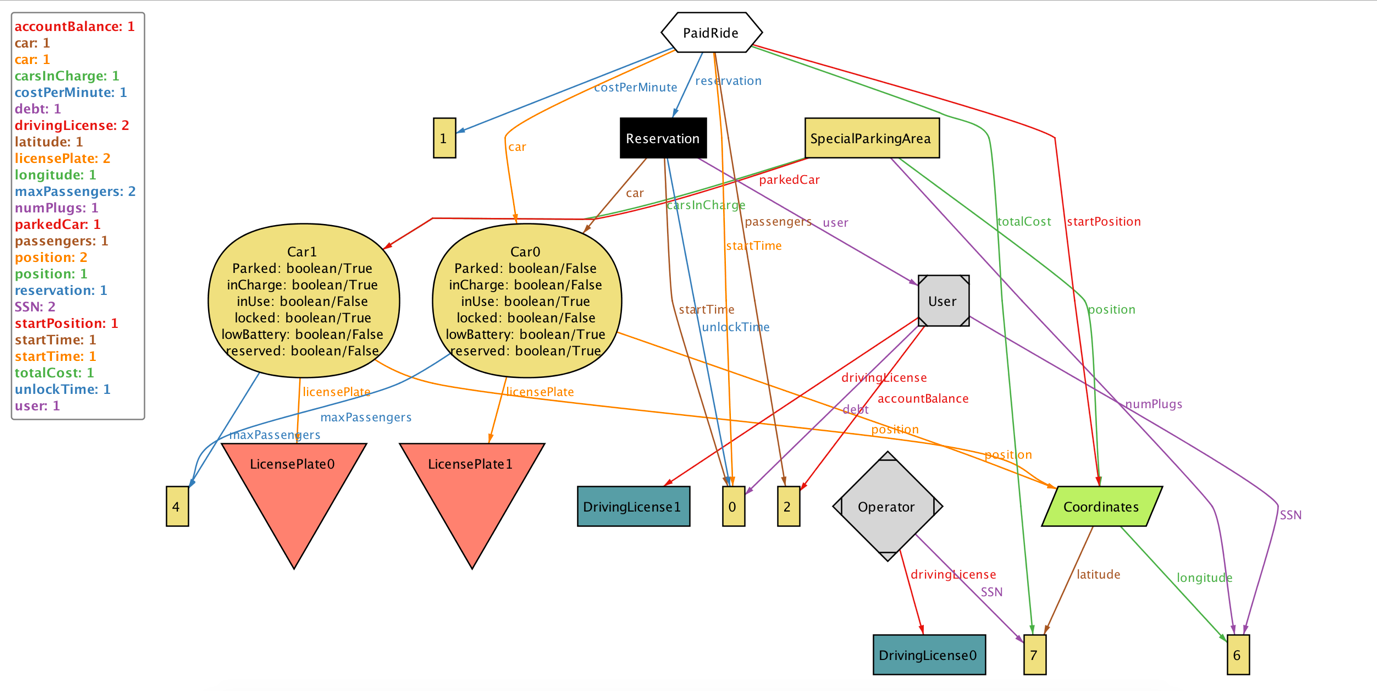 accountBalance: 1
car: 1
car: 1
carsInCharge: 1
costPerMinute: 1
debt: 1
drivingLicense: 2
latitude: 1
licensePlate: 2
longitude: 1
maxPassengers: 2
numPlugs: 1
parkedCar: 1
passengers: 1
position: 2
position: 1
reservation: 1
SSN: 2
startPosition: 1
startTime: 1
startTime: 1
totalCost: 1
unlockTime: 1
user: 1
PaidRide
costPerMinute
reservation
1
Reservation
SpecialParkingArea
car
parkedCar
car
carsInCharge
passengers
user
totalCost
startPosition
startTime
Car1
Parked: boolean/True
inCharge: boolean/True
inUse: boolean/False
locked: boolean/True
lowBattery: boolean/False
reserved: boolean/False
Car0
Parked: boolean/False
inCharge: boolean/False
inUse: boolean/True
locked: boolean/False
lowBattery: boolean/True
reserved: boolean/True
User
startTime
position
unlockTime
drivingLicense
licensePlate
licensePlate
accountBalance
numPlugs
debt
maxPassengers
position
maxPassengers
position
LicensePlate0
LicensePlate1
4
DrivingLicense1
0
2
Operator
Coordinates
SSN
drivingLicense
latitude
longitude
SSN
DrivingLicense0
7
6